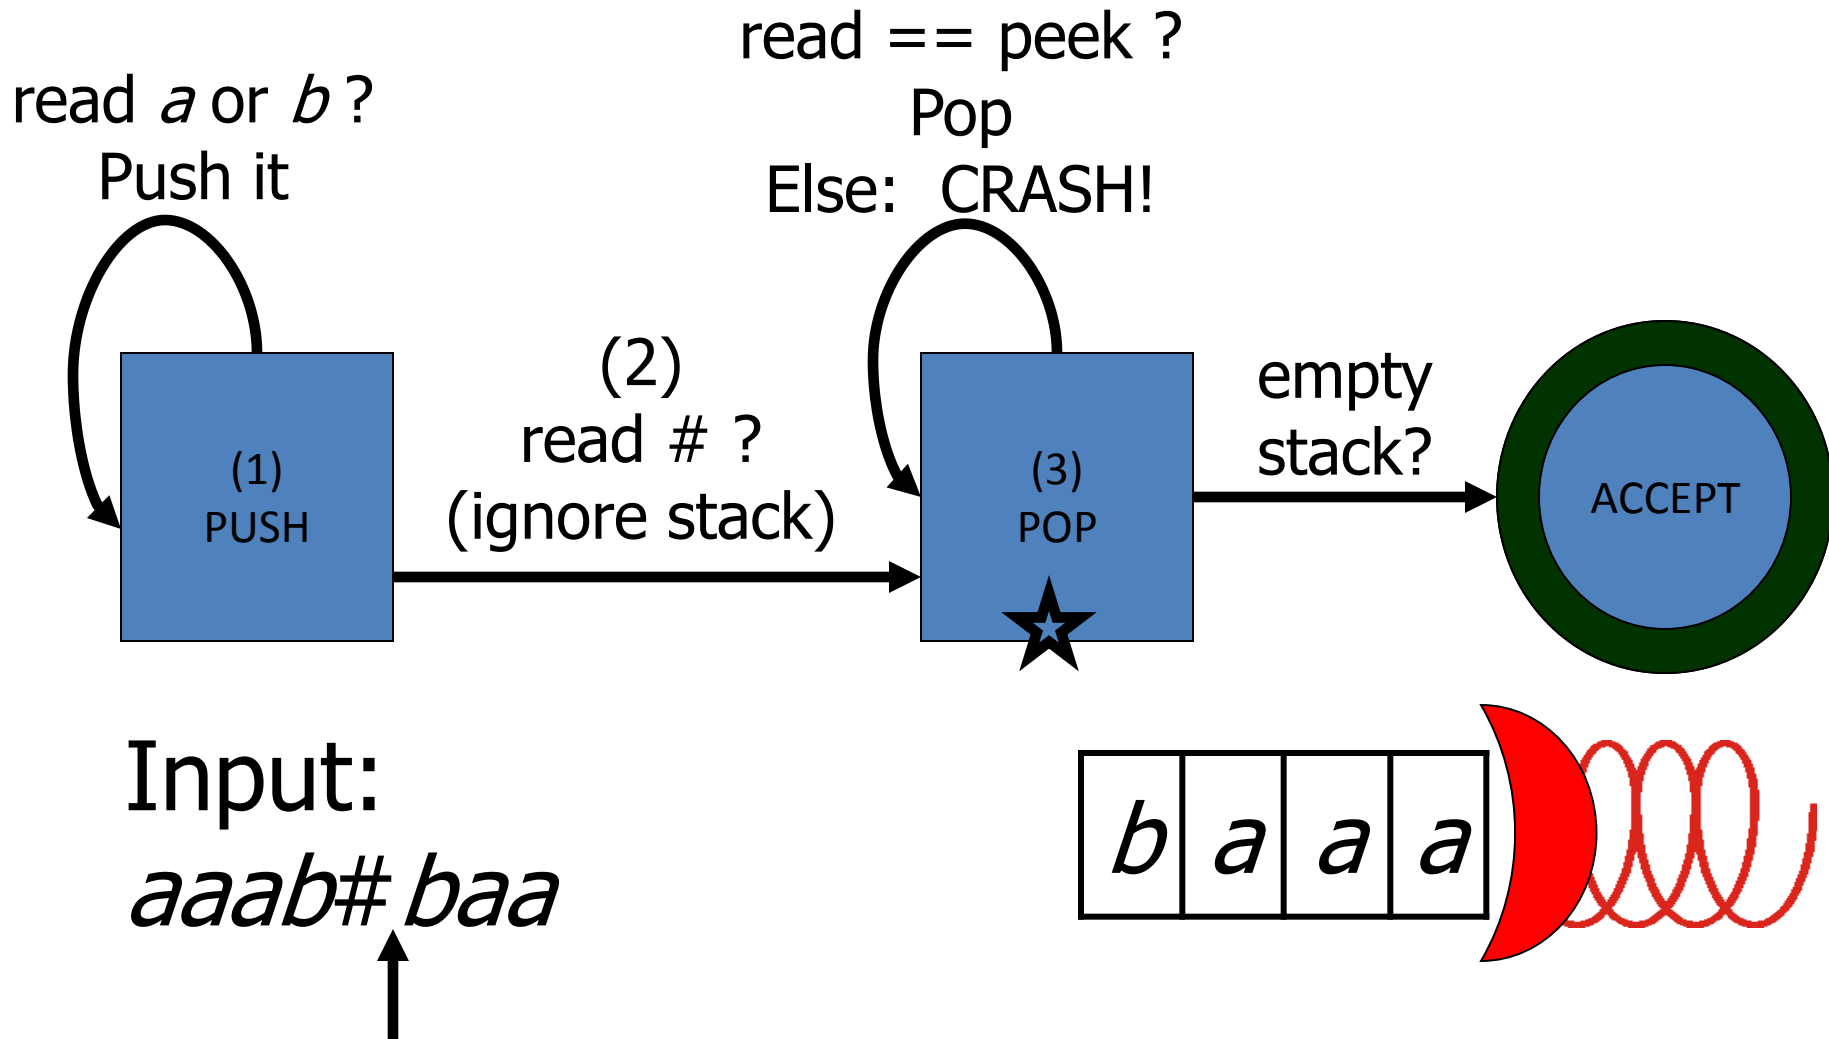 read a or b ?
Push it
read == peek ?
Pop
Else: CRASH!
(1)
PUSH
(2)
read # ?
(ignore stack)
(3)
POP
empty
stack?
ACCEPT
Input:
aaab#baa
b a a a